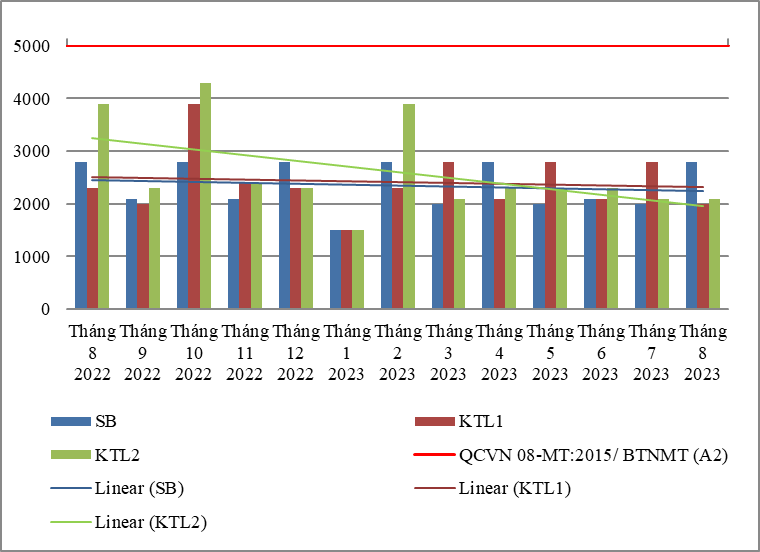 5000
4000
3000
2000
1000
0
Tháng 8 2022
Tháng 9 2022
Tháng 10 2022
Tháng 11 2022
Tháng 12 2022
Tháng 1 2023
Tháng 2 2023
Tháng 3 2023
Tháng 4 2023
Tháng 5 2023
Tháng 6 2023
Tháng 7 2023
Tháng 8 2023
SB
KTL1
KTL2
QCVN 08-MT:2015/ BTNMT (A2)
Linear (SB)
Linear (KTL1)
Linear (KTL2)